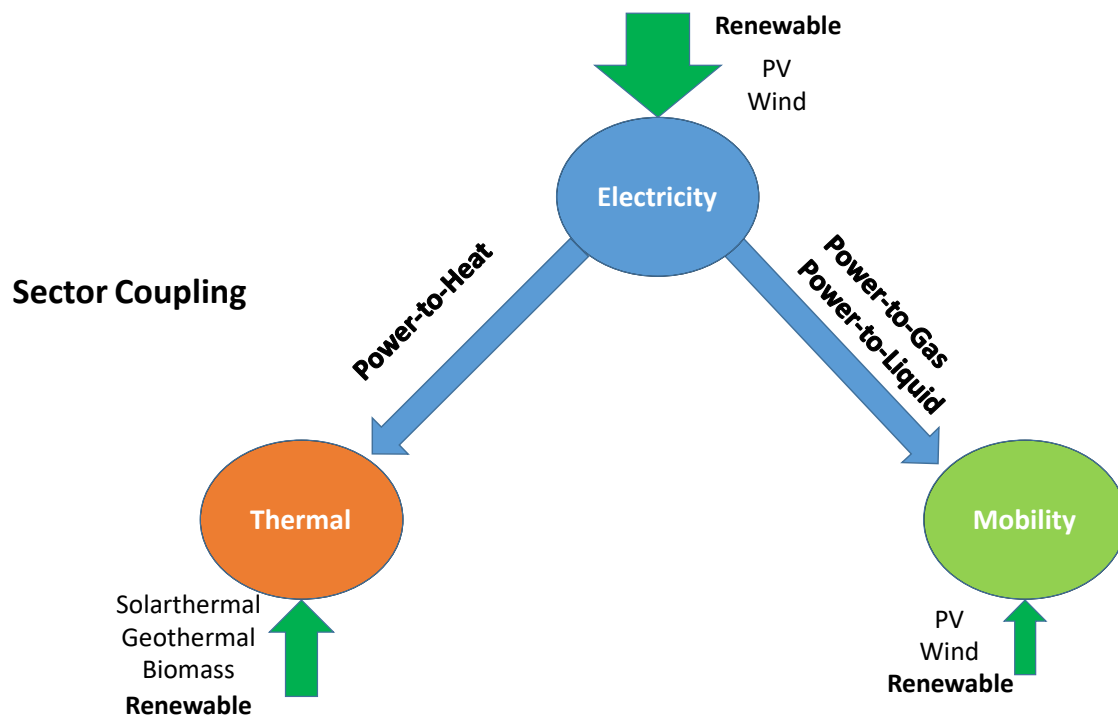 Renewable
PV
Wind
Electricity
Power-to-Heat
Power-to-Gas
Power-to-Liquid
Sector Coupling
Thermal
Mobility
Solarthermal
Geothermal
Biomass
Renewable
PV
Wind
Renewable